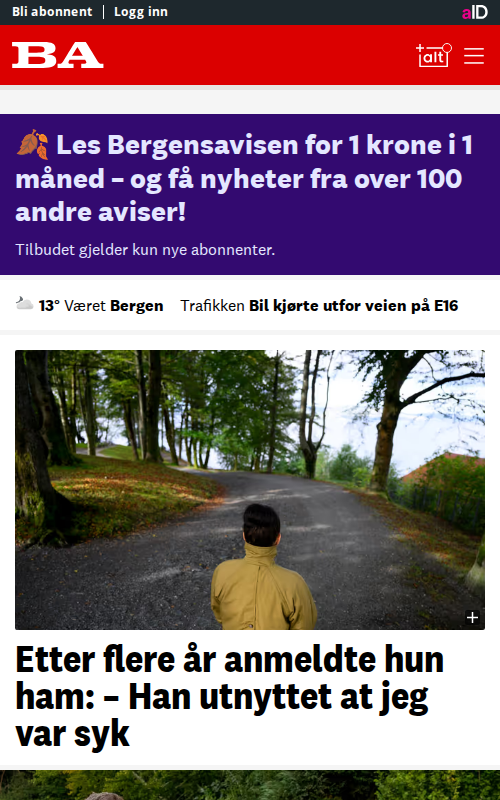 Bli abonnent | Logg inn
aID
BA
+alt
🍂 Les Bergensavisen for 1 krone i 1
måned – og få nyheter fra over 100
andre aviser!
Tilbudet gjelder kun nye abonnenter.
13° Været Bergen Trafikken Bil kjørte utfor veien på E16
Etter flere år anmeldte hun
ham: – Han utnyttet at jeg
var syk